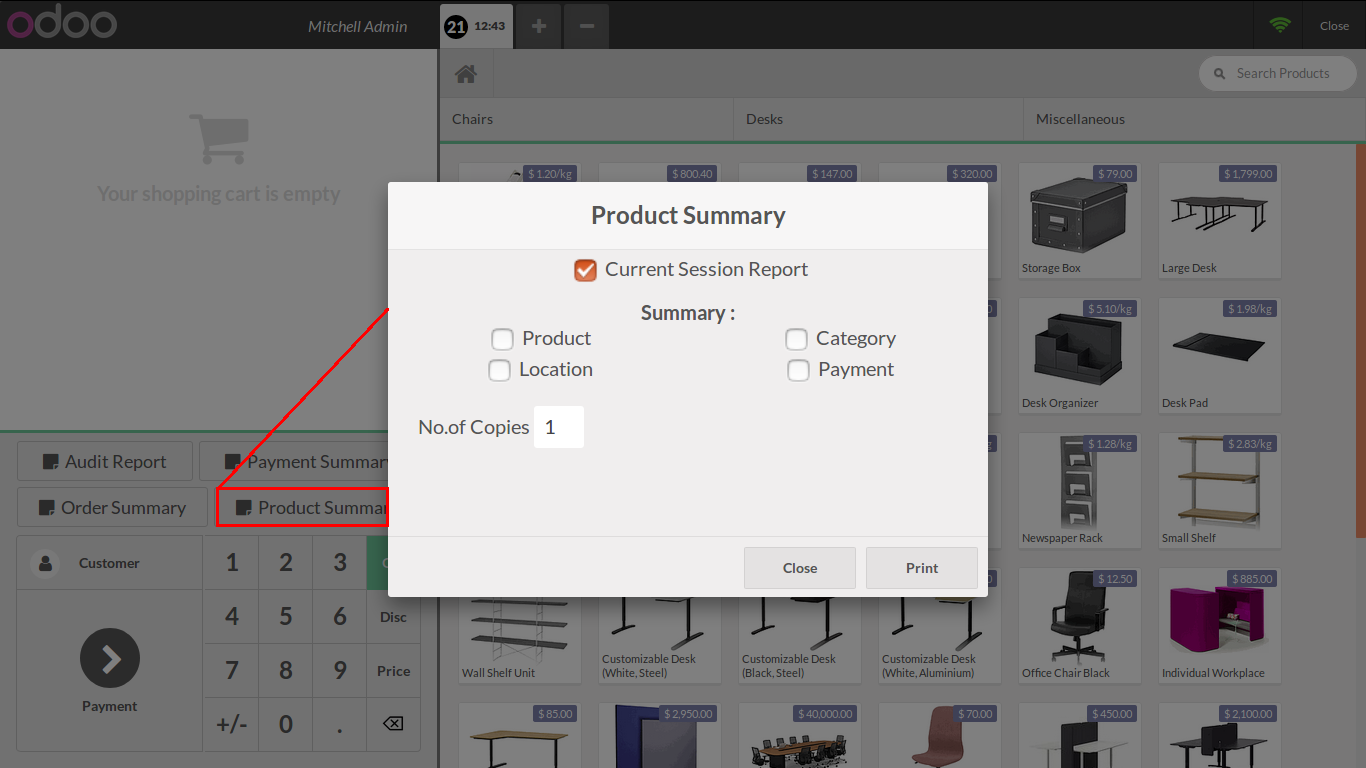 odoo
Mitchell Admin
21 12:43
Close
Search Products
Chairs
Desks
Miscellaneous
Your shopping cart is empty
$ 1.20/kg
$ 800.40
$ 147.00
$ 320.00
$ 79.00
Storage Box
$ 1,799.00
Large Desk
Product Summary
Current Session Report
Summary :
Product
Category
Location
Payment
No.of Copies 1
Close
Print
$ 5.10/kg
Desk Organizer
$ 1.98/kg
Desk Pad
$ 1.28/kg
Newspaper Rack
$ 2.83/kg
Small Shelf
Audit Report
Payment Summary
Order Summary
Product Summar
Customer
Payment
1 2 3
4 5 6 Disc
7 8 9 Price
+/- 0 .
Wall Shelf Unit
Customizable Desk
(White, Steel)
Customizable Desk
(Black, Steel)
Customizable Desk
(White, Aluminium)
$ 12.50
Office Chair Black
$ 885.00
Individual Workplace
$ 85.00
$ 2,950.00
$ 40,000.00
$ 70.00
$ 450.00
$ 2,100.00